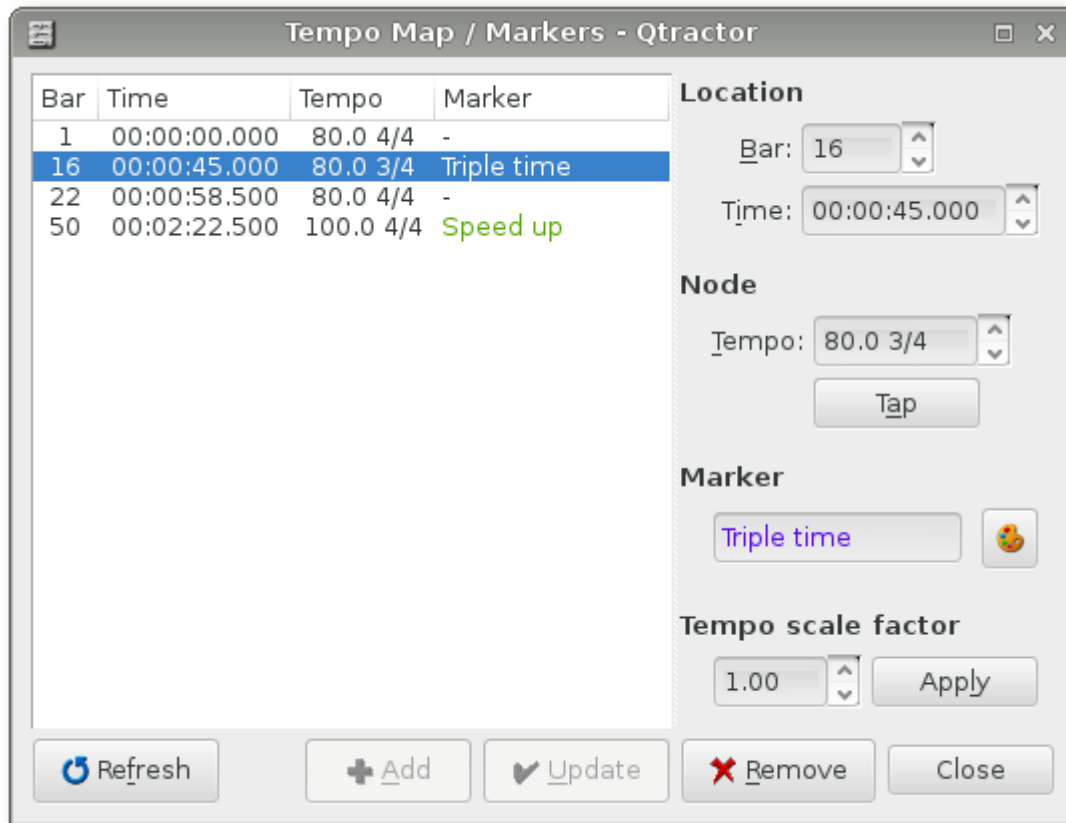 Tempo Map / Markers - Qtractor
Bar Time Tempo Marker
1 00:00:00.000 80.0 4/4 -
16 00:00:45.000 80.0 3/4 Triple time
22 00:00:58.500 80.0 4/4 -
50 00:02:22.500 100.0 4/4 Speed up
Location
Bar: 16
Time: 00:00:45.000
Node
Tempo: 80.0 3/4
Tap
Marker
Triple time
Tempo scale factor
1.00 Apply
Refresh Add Update Remove Close